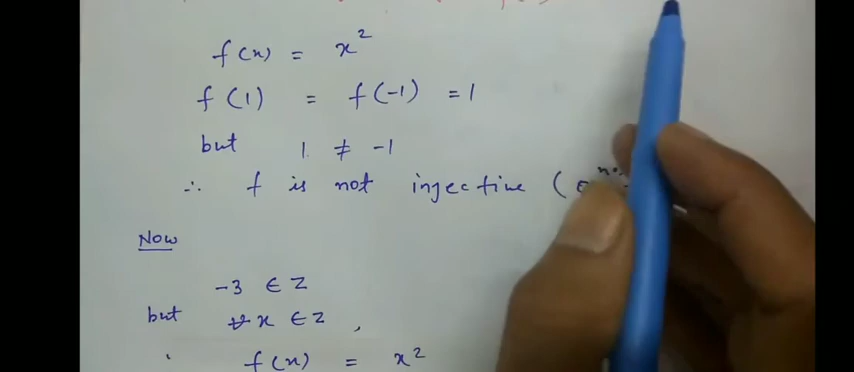 f(x) = x²
f(1) = f(-1) = 1
but 1 ≠ -1
∴ f is not injective (
Now
-3 ∈ Z
but ∀ x ∈ Z,
f(x) = x²